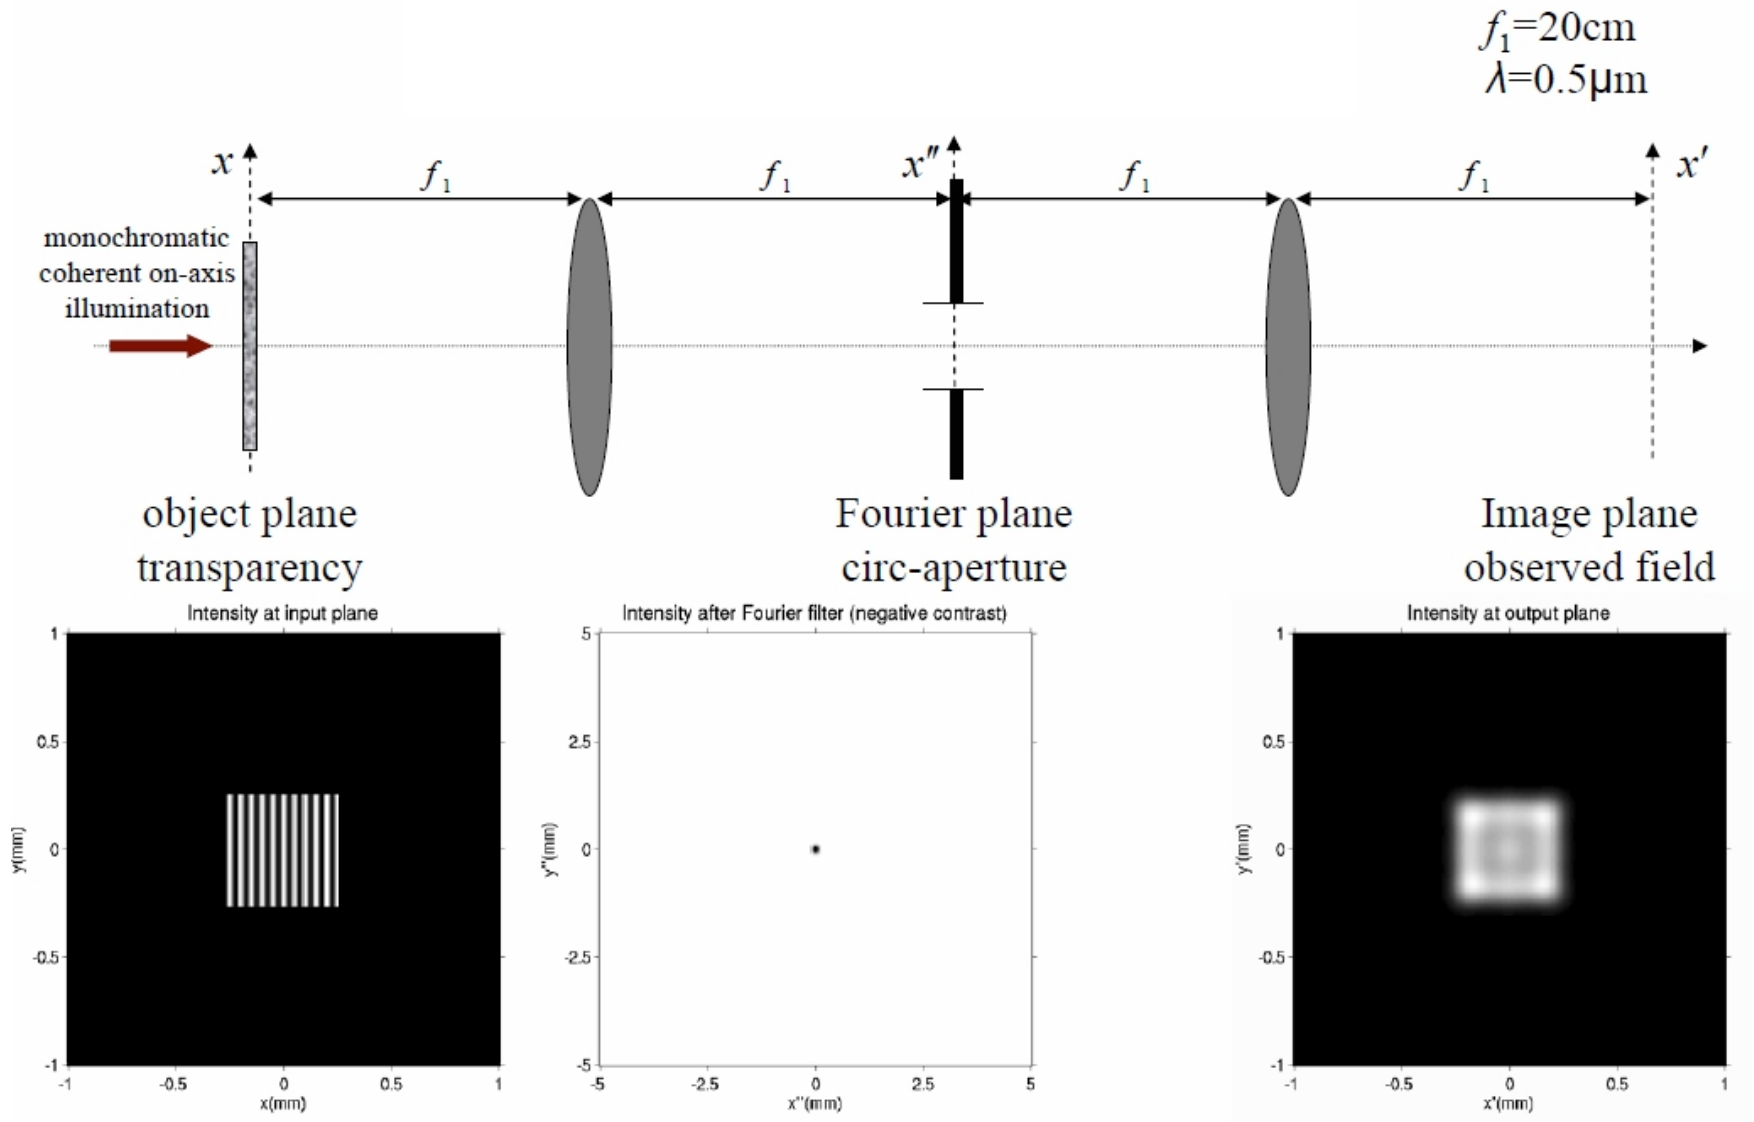 f₁=20cm
λ=0.5μm
x
f₁
f₁
x″
f₁
f₁
x′
monochromatic
coherent on-axis
illumination
object plane
transparency
Fourier plane
circ-aperture
Image plane
observed field
Intensity at input plane
1
0.5
0
-0.5
-1
y(mm)
-1
-0.5
0
0.5
1
x(mm)
Intensity after Fourier filter (negative contrast)
5
2.5
0
-2.5
-5
y''(mm)
-5
-2.5
0
2.5
5
x''(mm)
Intensity at output plane
1
0.5
0
-0.5
-1
y'(mm)
-1
-0.5
0
0.5
1
x'(mm)